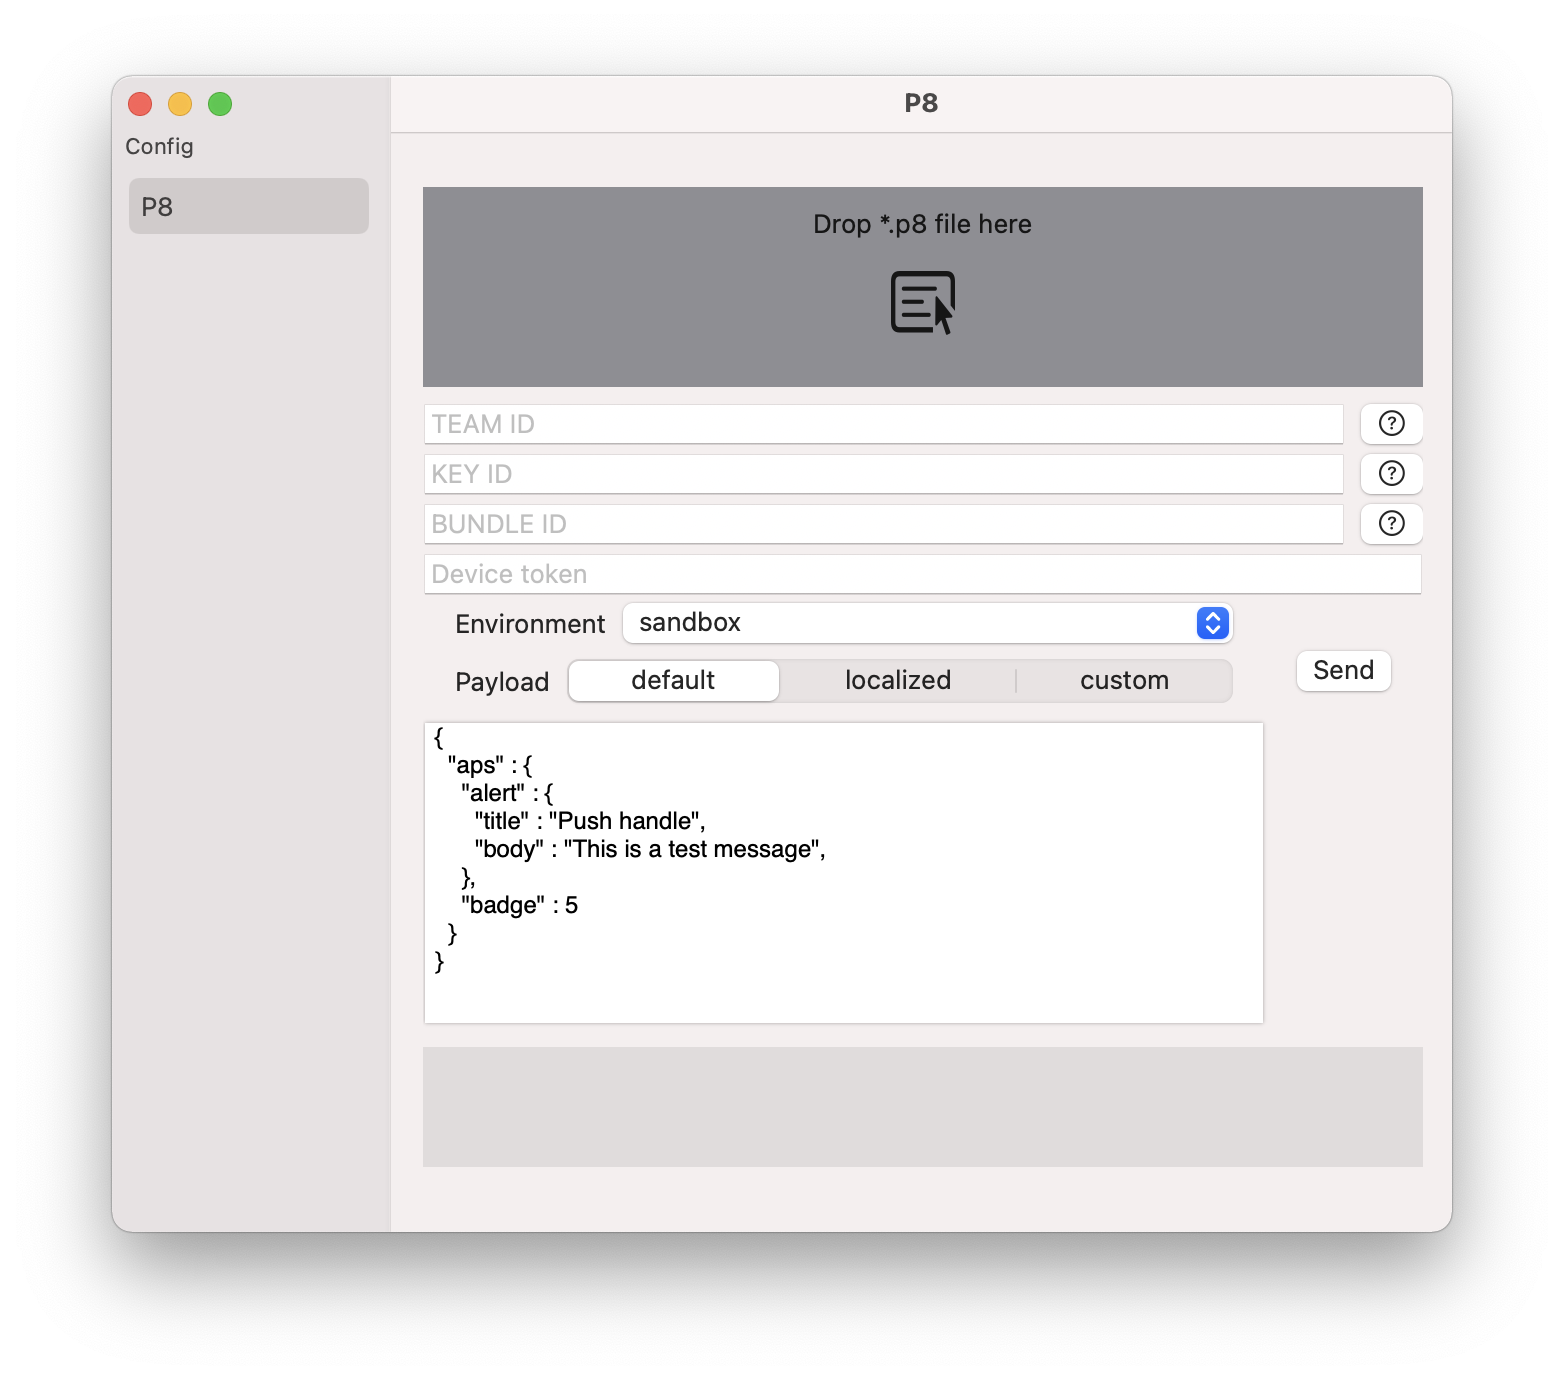 P8
Config
P8
Drop *.p8 file here
TEAM ID
?
KEY ID
?
BUNDLE ID
?
Device token
Environment
sandbox
Payload
default
localized
custom
Send
{
"aps" : {
"alert" : {
"title" : "Push handle",
"body" : "This is a test message",
},
"badge" : 5
}
}